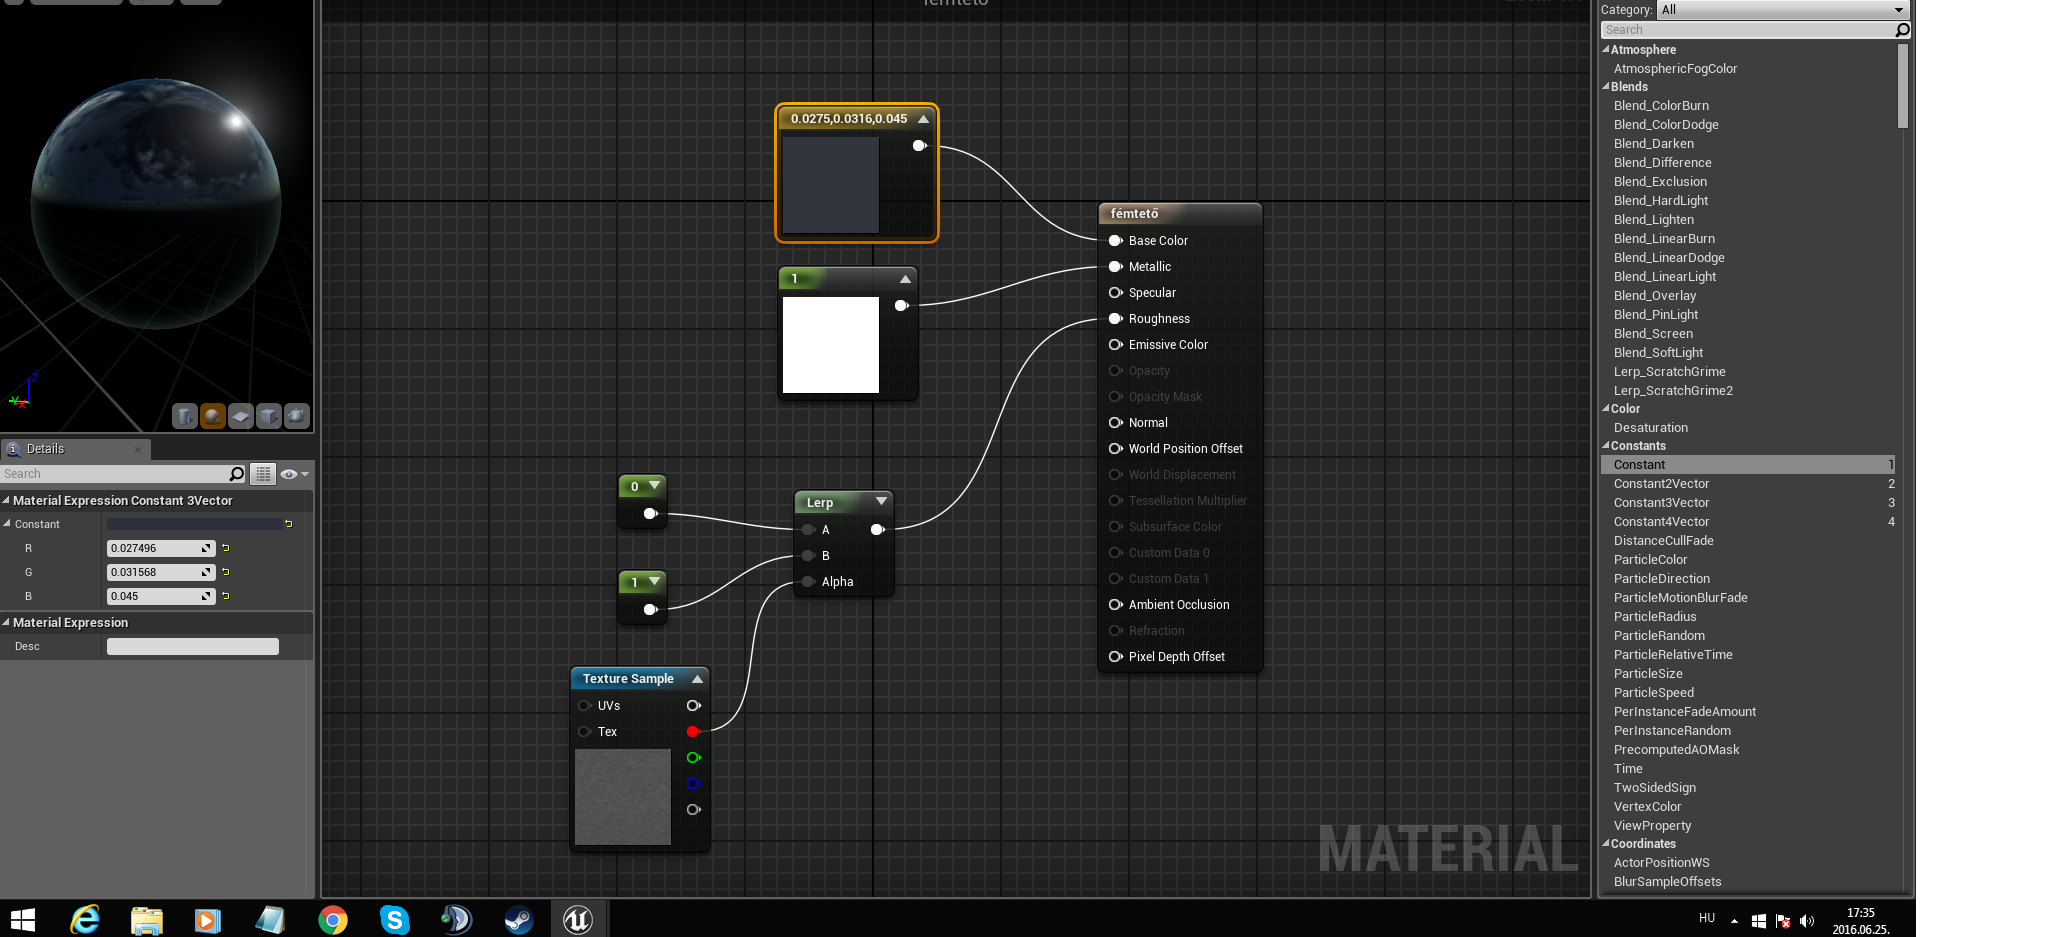 fémtető
0.0275,0.0316,0.045
1
0
1
Lerp
A
B
Alpha
Texture Sample
UVs
Tex
fémtető
Base Color
Metallic
Specular
Roughness
Emissive Color
Opacity
Opacity Mask
Normal
World Position Offset
World Displacement
Tessellation Multiplier
Subsurface Color
Custom Data 0
Custom Data 1
Ambient Occlusion
Refraction
Pixel Depth Offset
MATERIAL
Z
Y
X
Details
Search
Material Expression Constant 3Vector
Constant
R 0.027496
G 0.031568
B 0.045
Material Expression
Desc
Category: All
Search
Atmosphere
AtmosphericFogColor
Blends
Blend_ColorBurn
Blend_ColorDodge
Blend_Darken
Blend_Difference
Blend_Exclusion
Blend_HardLight
Blend_Lighten
Blend_LinearBurn
Blend_LinearDodge
Blend_LinearLight
Blend_Overlay
Blend_PinLight
Blend_Screen
Blend_SoftLight
Lerp_ScratchGrime
Lerp_ScratchGrime2
Color
Desaturation
Constants
Constant 1
Constant2Vector 2
Constant3Vector 3
Constant4Vector 4
DistanceCullFade
ParticleColor
ParticleDirection
ParticleMotionBlurFade
ParticleRadius
ParticleRandom
ParticleRelativeTime
ParticleSize
ParticleSpeed
PerInstanceFadeAmount
PerInstanceRandom
PrecomputedAOMask
Time
TwoSidedSign
VertexColor
ViewProperty
Coordinates
ActorPositionWS
BlurSampleOffsets
HU
17:35
2016.06.25.